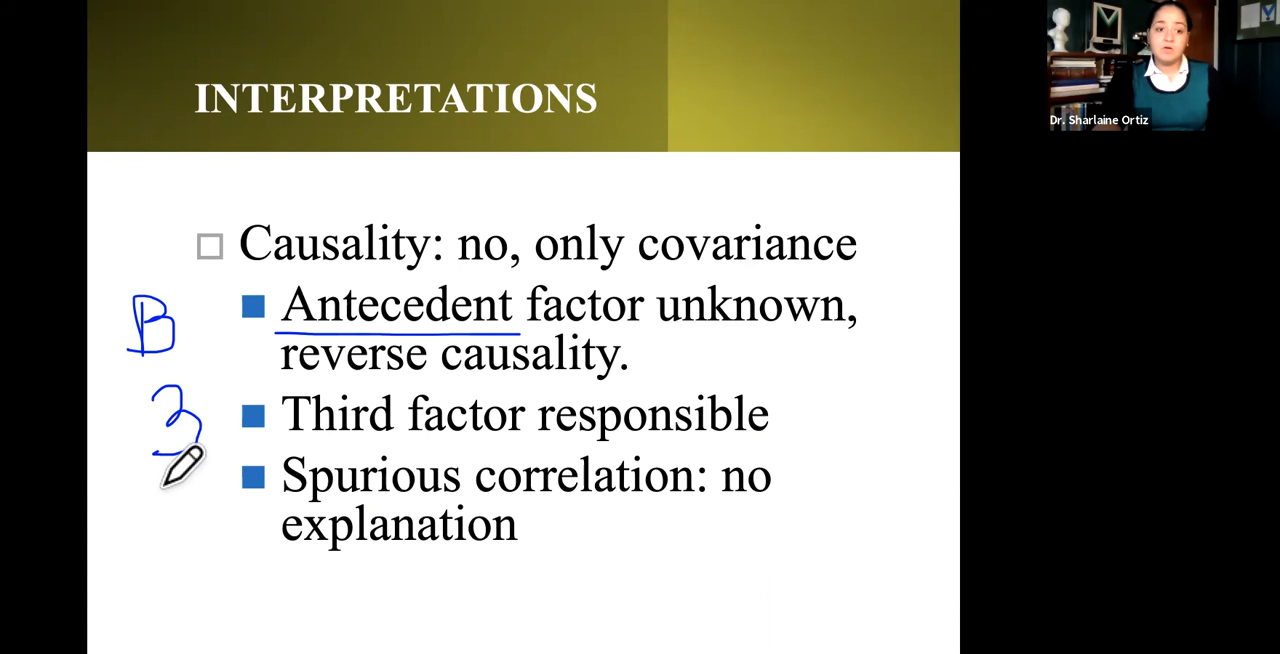 INTERPRETATIONS
Dr. Sharlaine Ortiz
Causality: no, only covariance
Antecedent factor unknown,
reverse causality.
B
Third factor responsible
3
Spurious correlation: no
explanation